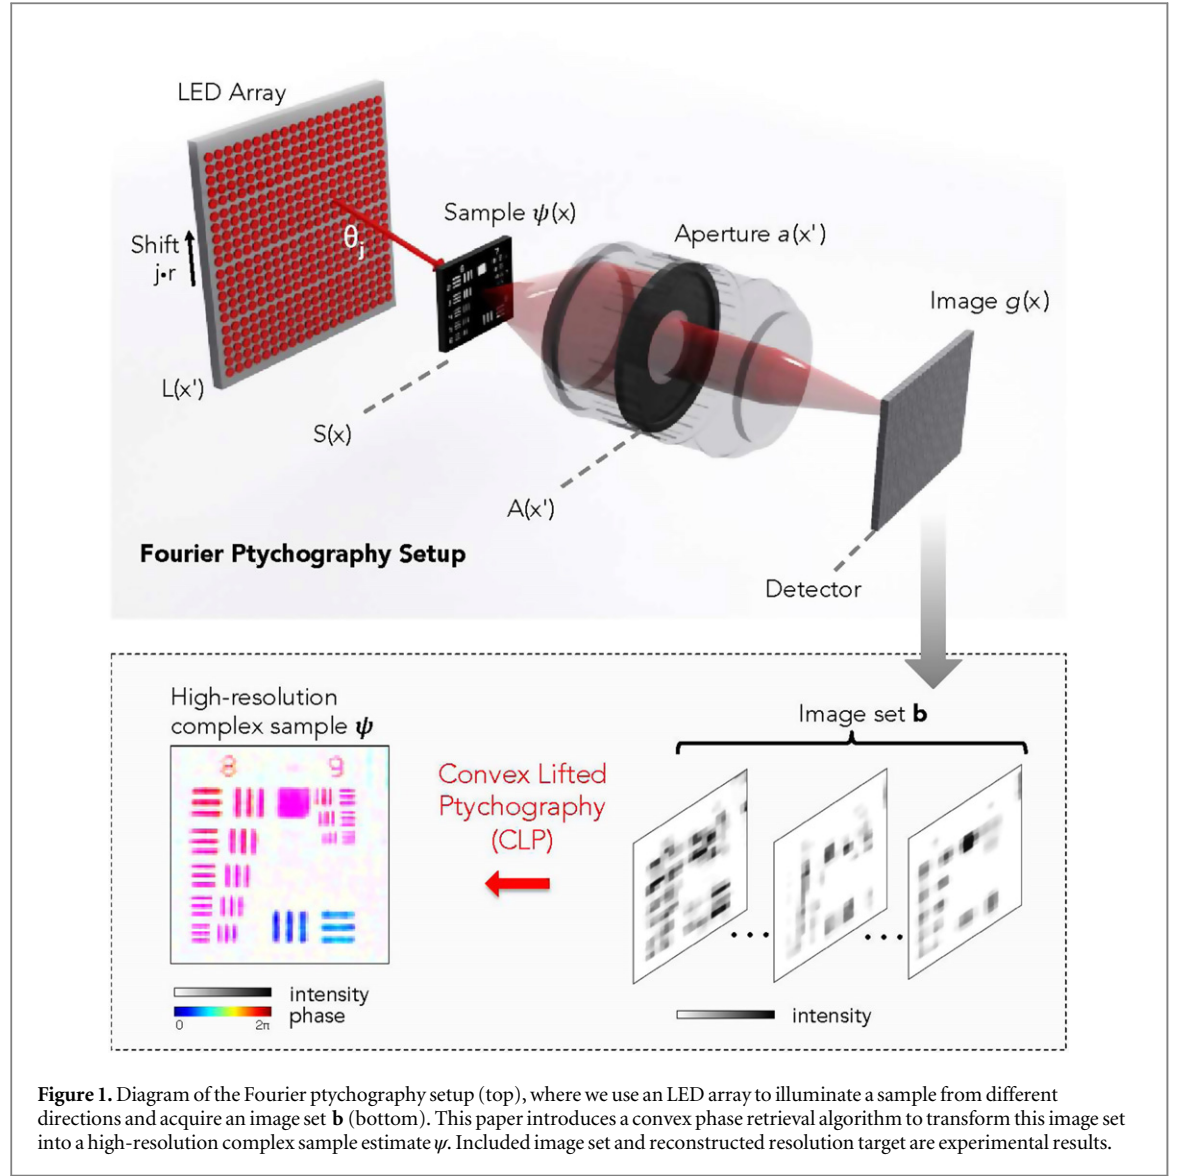 LED Array
Sample ψ(x)
Aperture a(x')
θj
Shift
j•r
Image g(x)
L(x')
S(x)
A(x')
Fourier Ptychography Setup
Detector
High-resolution
complex sample ψ
Image set b
8 9
Convex Lifted
Ptychography
(CLP)
intensity
phase
0 2π
intensity
Figure 1. Diagram of the Fourier ptychography setup (top), where we use an LED array to illuminate a sample from different
directions and acquire an image set b (bottom). This paper introduces a convex phase retrieval algorithm to transform this image set
into a high-resolution complex sample estimate ψ. Included image set and reconstructed resolution target are experimental results.